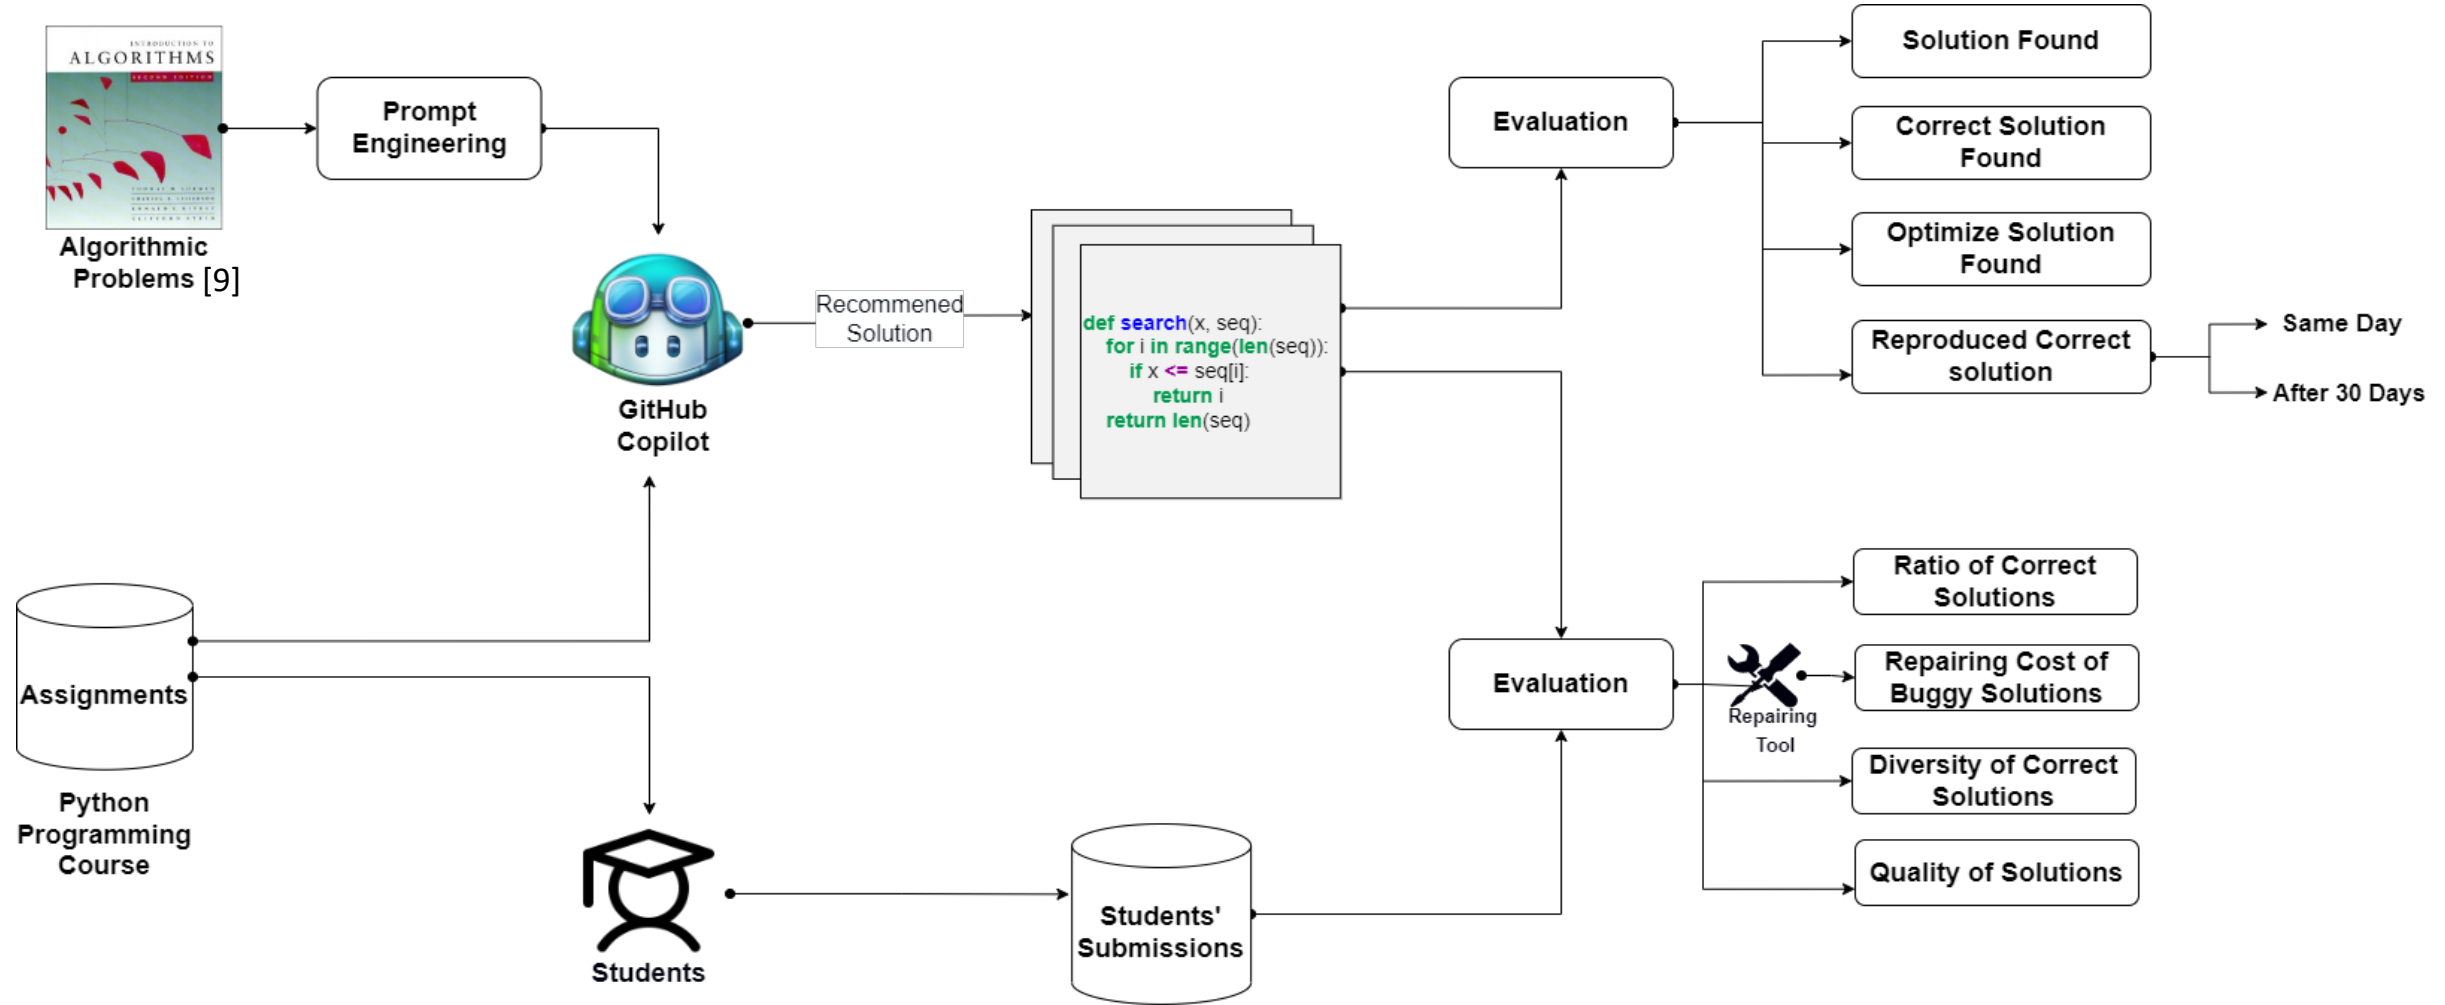 INTRODUCTION TO
ALGORITHMS
SECOND EDITION
Algorithmic
Problems [9]
Prompt
Engineering
GitHub
Copilot
Recommened
Solution
def search(x, seq):
for i in range(len(seq)):
if x <= seq[i]:
return i
return len(seq)
Evaluation
Solution Found
Correct Solution
Found
Optimize Solution
Found
Reproduced Correct
solution
Same Day
After 30 Days
Assignments
Python
Programming
Course
Students
Students'
Submissions
Evaluation
Repairing
Tool
Ratio of Correct
Solutions
Repairing Cost of
Buggy Solutions
Diversity of Correct
Solutions
Quality of Solutions